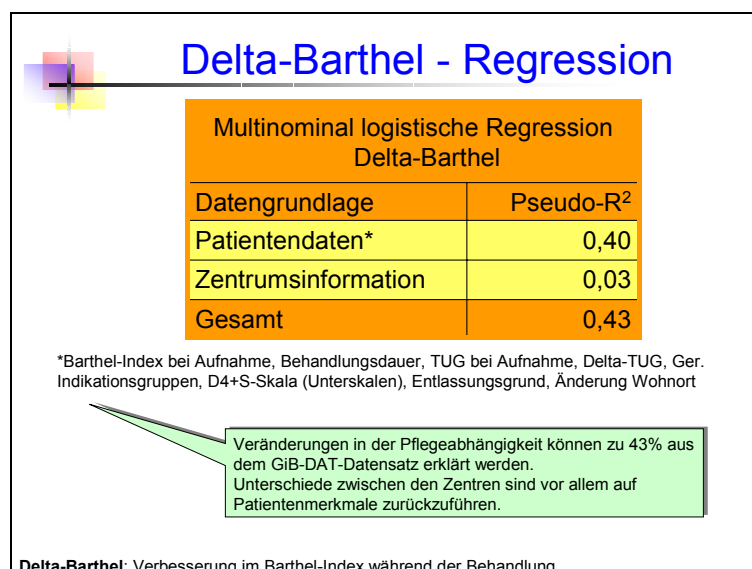 Delta-Barthel - Regression
Multinominal logistische Regression
Delta-Barthel
Datengrundlage Pseudo-R²
Patientendaten* 0,40
Zentrumsinformation 0,03
Gesamt 0,43
*Barthel-Index bei Aufnahme, Behandlungsdauer, TUG bei Aufnahme, Delta-TUG, Ger.
Indikationsgruppen, D4+S-Skala (Unterskalen), Entlassungsgrund, Änderung Wohnort
Veränderungen in der Pflegeabhängigkeit können zu 43% aus
dem GiB-DAT-Datensatz erklärt werden.
Unterschiede zwischen den Zentren sind vor allem auf
Patientenmerkmale zurückzuführen.
Delta-Barthel: Verbesserung im Barthel-Index während der Behandlung